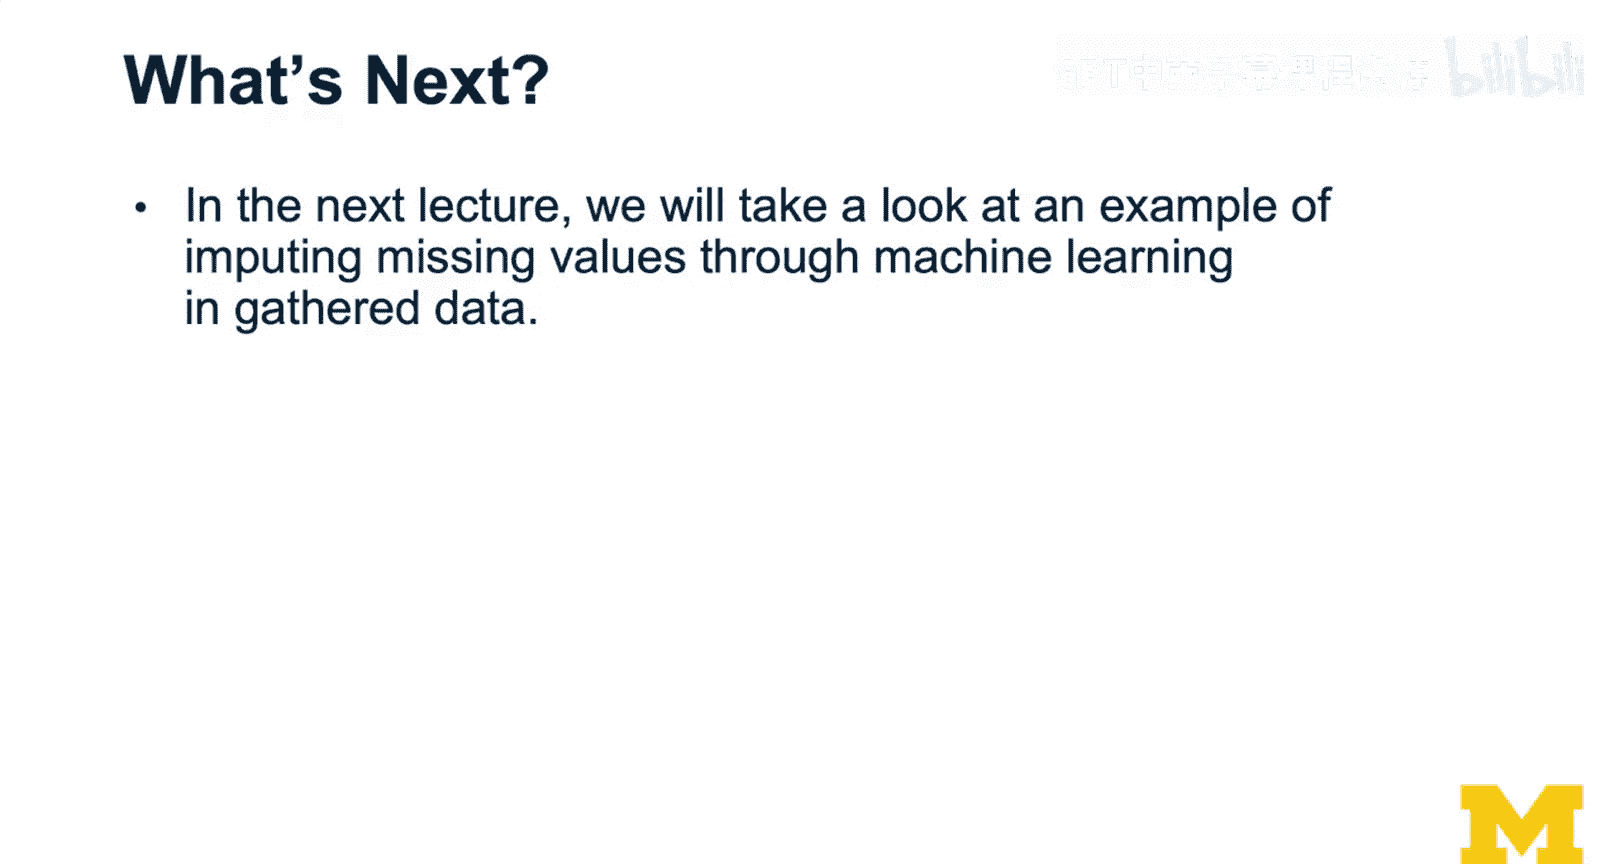 What’s Next?
bilibili
• In the next lecture, we will take a look at an example of
imputing missing values through machine learning
in gathered data.
M